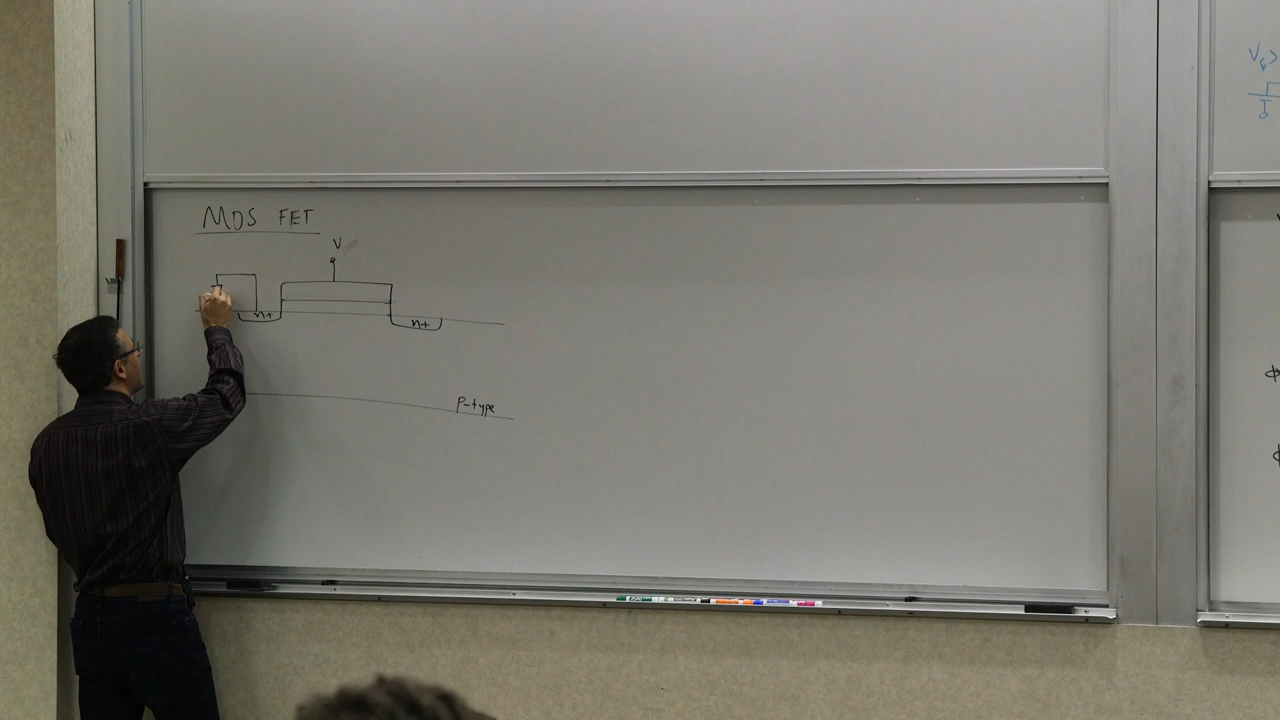 MOS FET
V
n+
n+
P-type